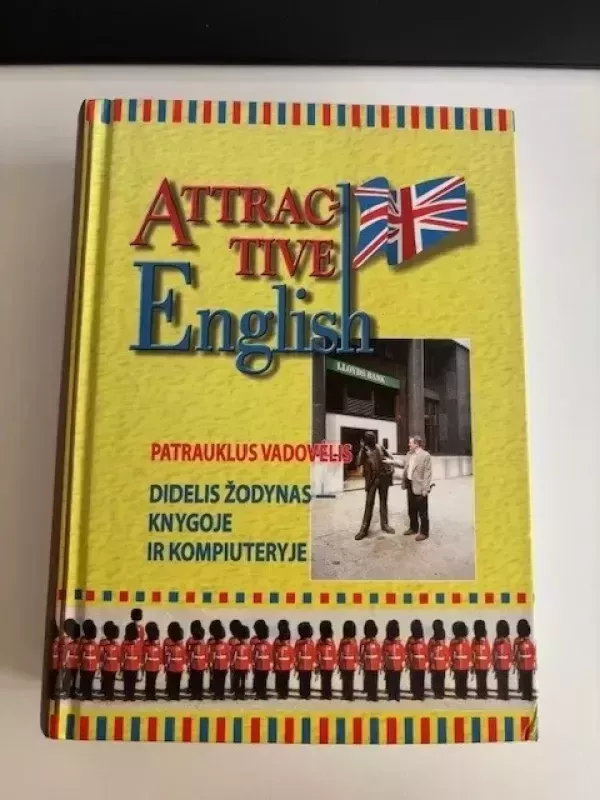 ATTRAC-
TIVE
English
LLOYDS BANK
PATRAUKLUS VADOVĖLIS
DIDELIS ŽODYNAS —
KNYGOJE
IR KOMPIUTERYJE